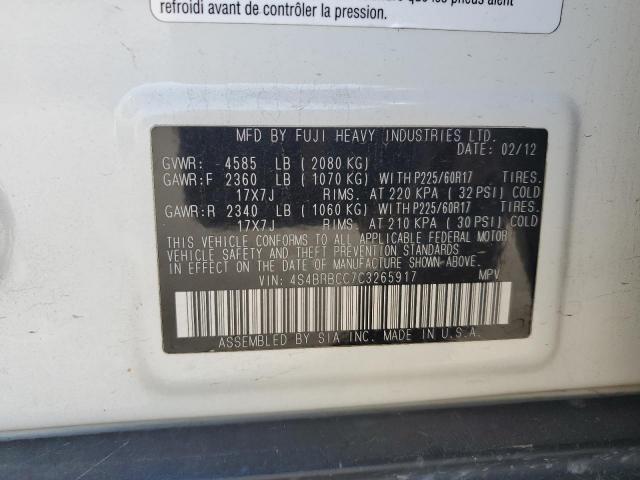 refroidi avant de contrôler la pression.
MFD BY FUJI HEAVY INDUSTRIES LTD.
DATE: 02/12
GVWR: 4585 LB ( 2080 KG)
GAWR:F 2360 LB ( 1070 KG) WITH P225/60R17 TIRES.
17X7J RIMS. AT 220 KPA ( 32 PSI) COLD
GAWR:R 2340 LB ( 1060 KG) WITH P225/60R17 TIRES.
17X7J RIMS. AT 210 KPA ( 30 PSI) COLD
THIS VEHICLE CONFORMS TO ALL APPLICABLE FEDERAL MOTOR
VEHICLE SAFETY AND THEFT PREVENTION STANDARDS
IN EFFECT ON THE DATE OF MANUFACTURE SHOWN-ABOVE.
VIN: 4S4BRBCC7C3265917 MPV
ASSEMBLED BY SIA INC. MADE IN U.S.A.